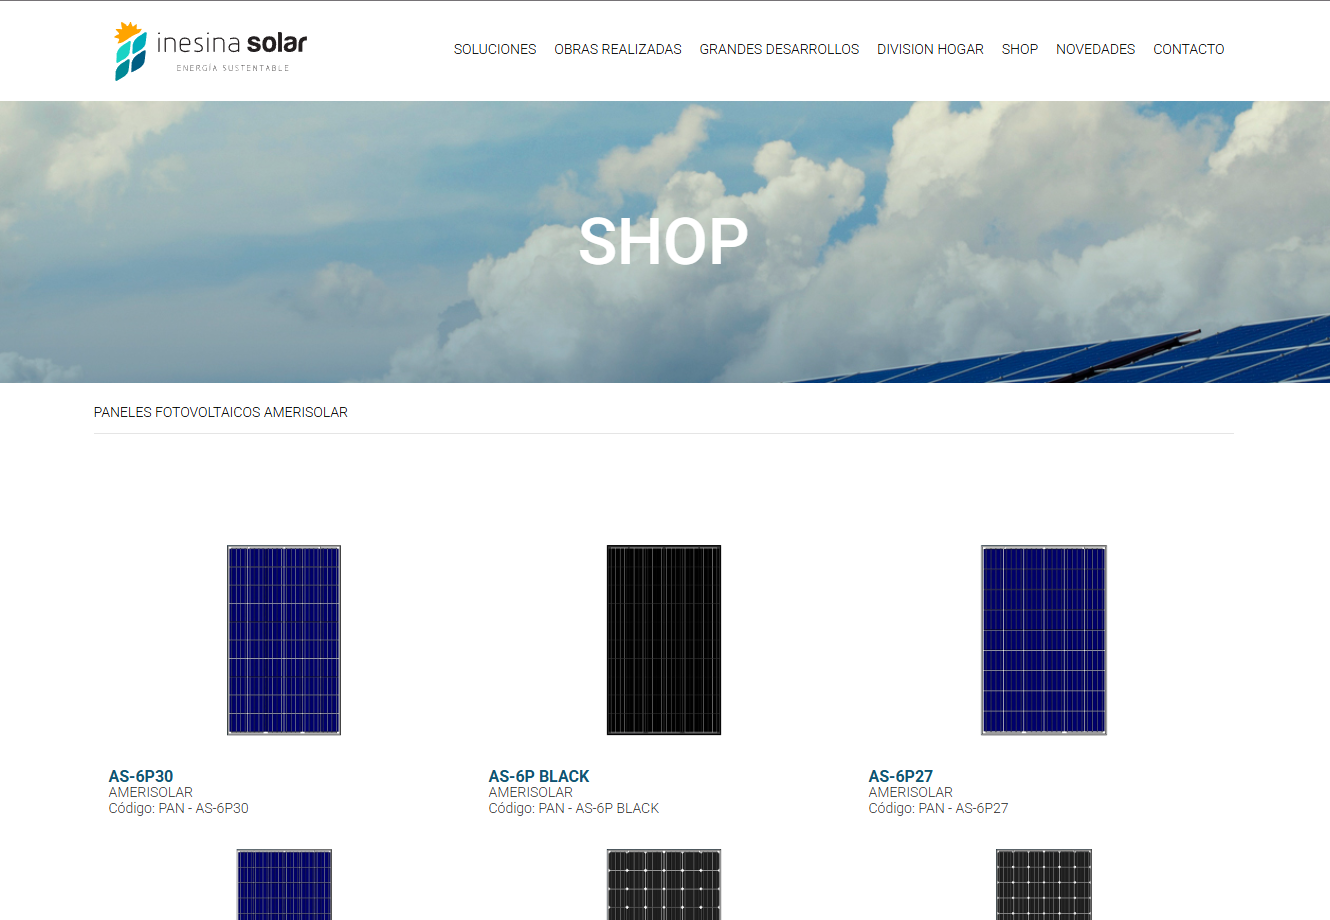 inesina solar
ENERGÍA SUSTENTABLE
SOLUCIONES OBRAS REALIZADAS GRANDES DESARROLLOS DIVISION HOGAR SHOP NOVEDADES CONTACTO
SHOP
PANELES FOTOVOLTAICOS AMERISOLAR
AS-6P30
AMERISOLAR
Código: PAN - AS-6P30
AS-6P BLACK
AMERISOLAR
Código: PAN - AS-6P BLACK
AS-6P27
AMERISOLAR
Código: PAN - AS-6P27